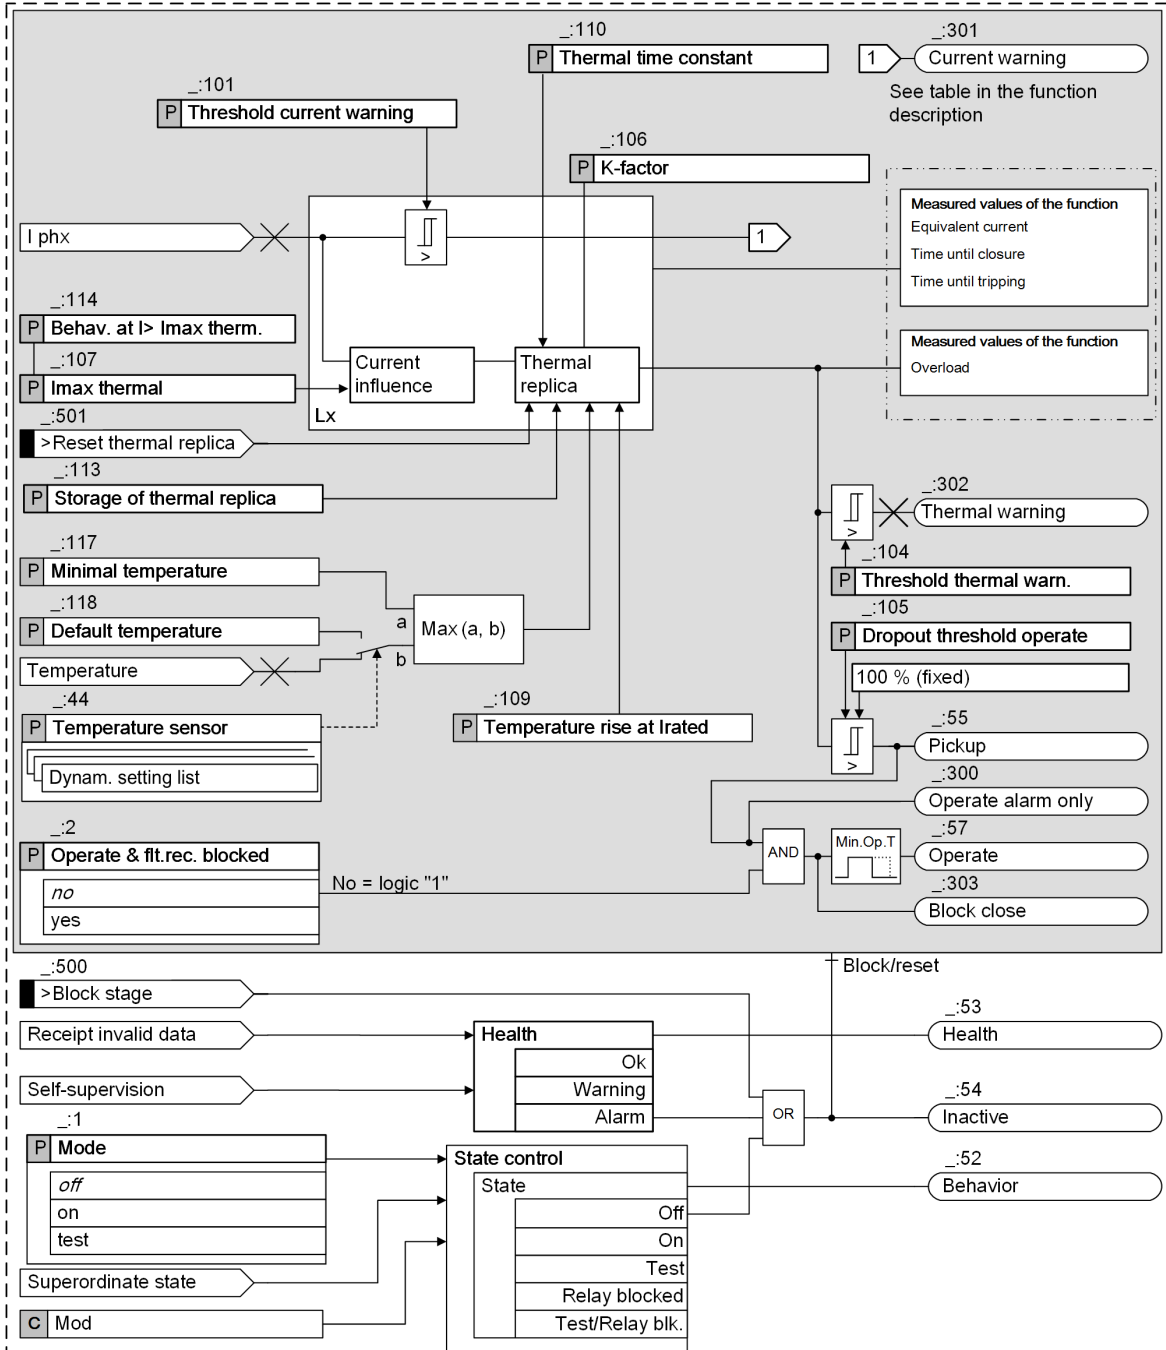 _:110
P Thermal time constant
_:301
1 Current warning
See table in the function
description
_:101
P Threshold current warning
_:106
P K-factor
I phx
>
1
Measured values of the function
Equivalent current
Time until closure
Time until tripping
_:114
P Behav. at I> Imax therm.
_:107
P Imax thermal
Current
influence
Thermal
replica
Lx
Measured values of the function
Overload
_:501
>Reset thermal replica
_:113
P Storage of thermal replica
_:302
>
Thermal warning
_:104
P Threshold thermal warn.
_:117
P Minimal temperature
_:118
P Default temperature
Temperature
a
b
Max (a, b)
_:105
P Dropout threshold operate
100 % (fixed)
_:44
P Temperature sensor
Dynam. setting list
_:109
P Temperature rise at Irated
>
_:55
Pickup
_:300
Operate alarm only
_:2
P Operate & flt.rec. blocked
no
yes
No = logic "1"
AND
Min.Op.T
_:57
Operate
_:303
Block close
_:500
>Block stage
Block/reset
Receipt invalid data
Self-supervision
Health
Ok
Warning
Alarm
_:53
Health
OR
_:54
Inactive
_:1
P Mode
off
on
test
Superordinate state
C Mod
State control
State
Off
On
Test
Relay blocked
Test/Relay blk.
_:52
Behavior